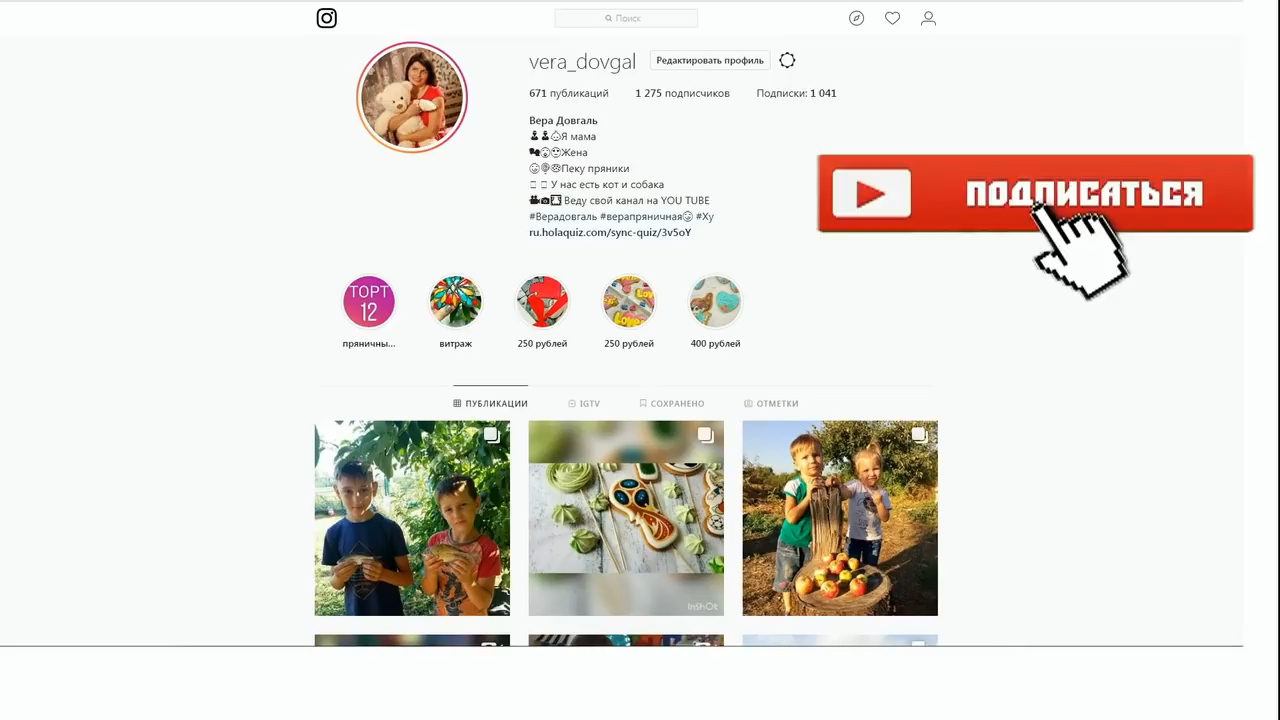 Поиск
vera_dovgal
Редактировать профиль
671 публикаций 1 275 подписчиков Подписки: 1 041
Вера Довгаль
Я мама
Жена
Пеку пряники
У нас есть кот и собака
Веду свой канал на YOU TUBE
#Верадовгаль #верапряничная #Ху
ru.holaquiz.com/sync-quiz/3v5oY
ПОДПИСАТЬСЯ
ТОРТ
12
LOVE
LOVE
пряничны... витраж 250 рублей 250 рублей 400 рублей
ПУБЛИКАЦИИ IGTV СОХРАНЕНО ОТМЕТКИ
InShOt